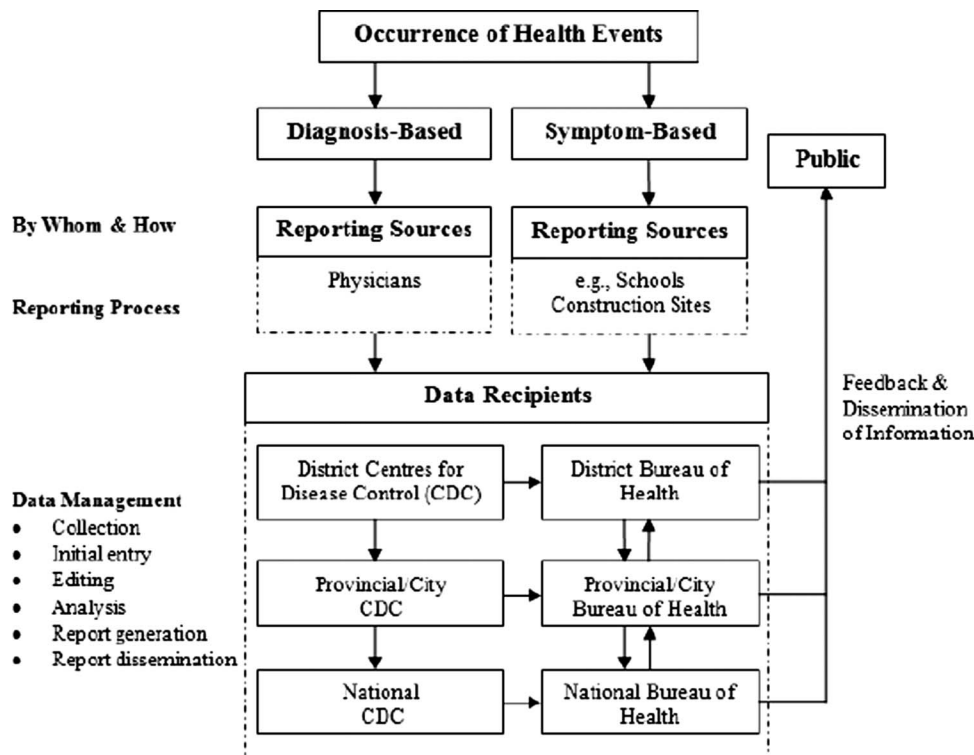 Occurrence of Health Events
Diagnosis-Based
Symptom-Based
Public
By Whom & How
Reporting Sources
Reporting Sources
Physicians
e.g., Schools
Construction Sites
Reporting Process
Data Recipients
Feedback &
Dissemination
of Information
District Centres for
Disease Control (CDC)
District Bureau of
Health
Data Management
• Collection
• Initial entry
• Editing
• Analysis
• Report generation
• Report dissemination
Provincial/City
CDC
Provincial/City
Bureau of Health
National
CDC
National Bureau of
Health